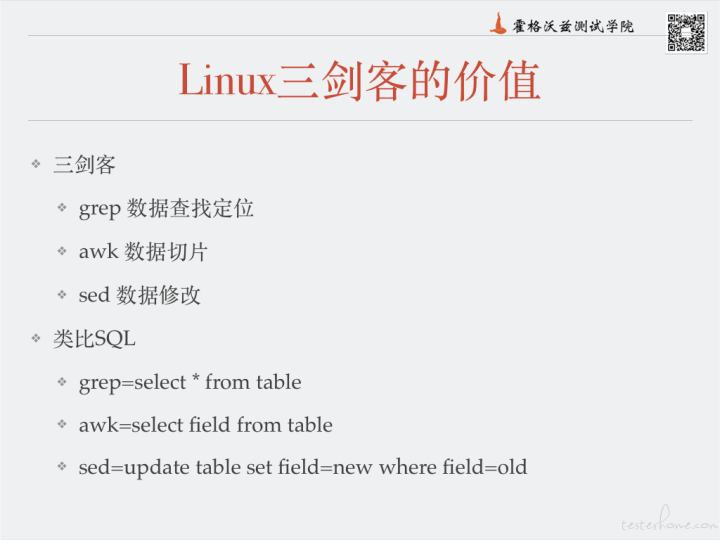 霍格沃兹测试学院
Linux三剑客的价值
三剑客
grep 数据查找定位
awk 数据切片
sed 数据修改
类比SQL
grep=select * from table
awk=select field from table
sed=update table set field=new where field=old
testerhome.com